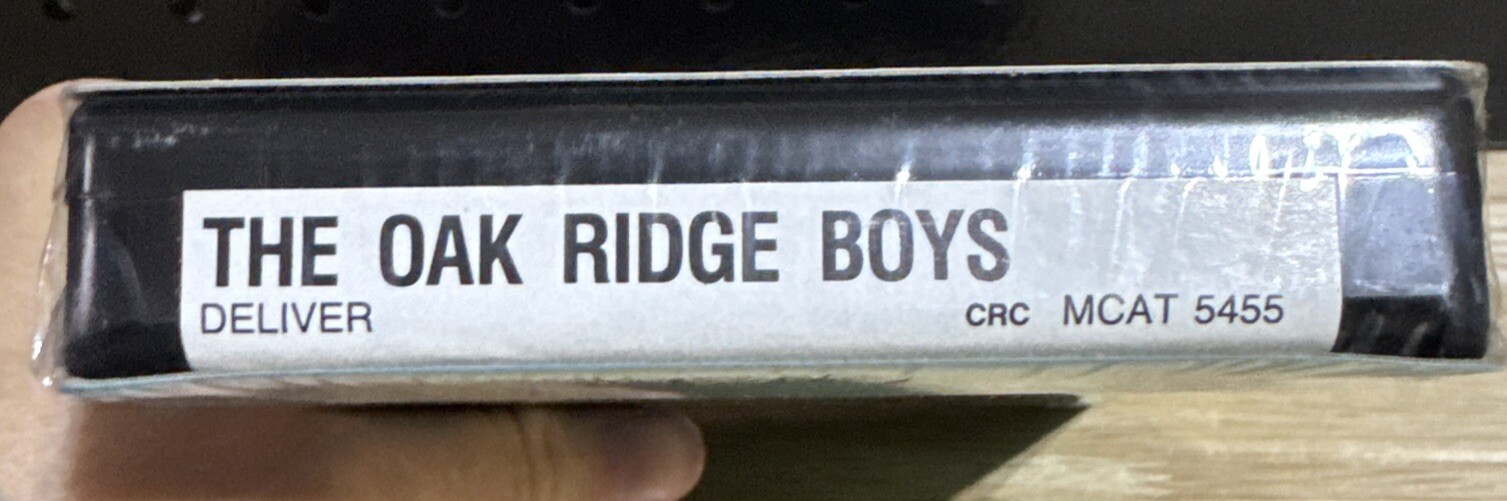 THE OAK RIDGE BOYS
DELIVER CRC MCAT 5455